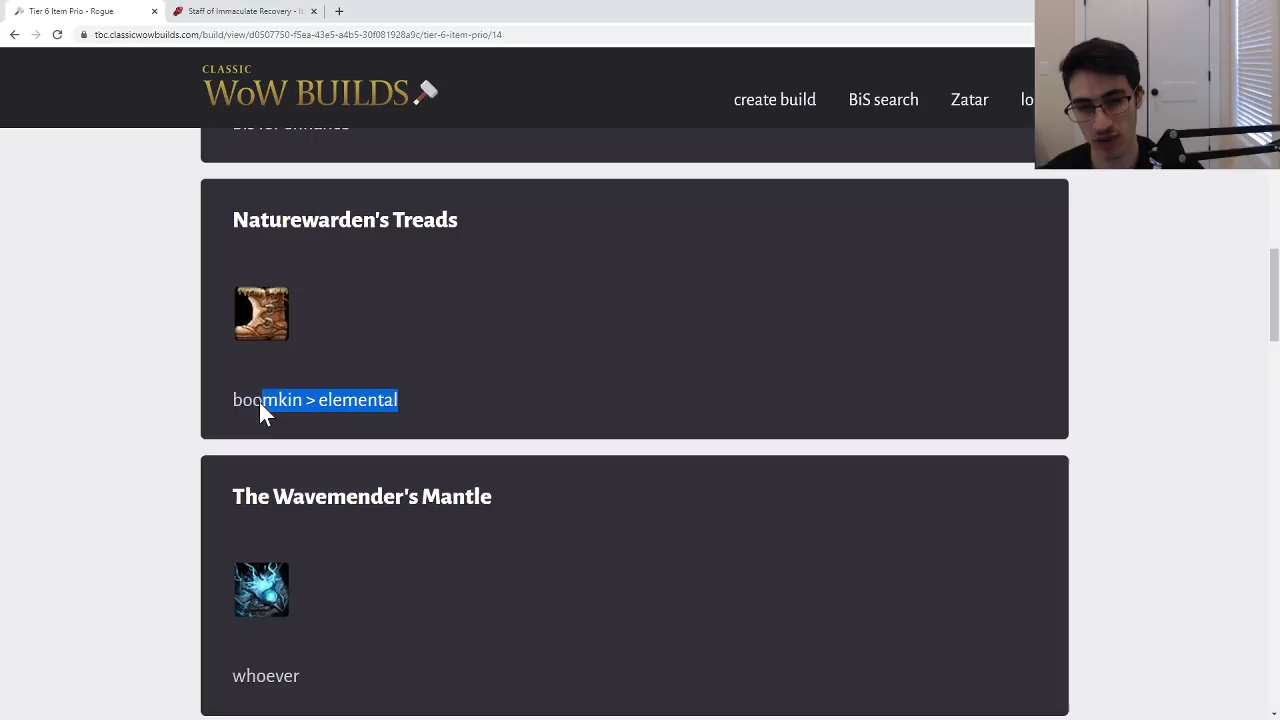 Tier 6 Item Prio - Rogue
Staff of Immaculate Recovery - It
tbc.classicwowbuilds.com/build/view/d0507750-f5ea-43e5-a4b5-30f081928a9c/tier-6-item-prio/14
CLASSIC
WOW BUILDS
create build
BiS search
Zatar
lo
Naturewarden's Treads
boomkin > elemental
The Wavemender's Mantle
whoever